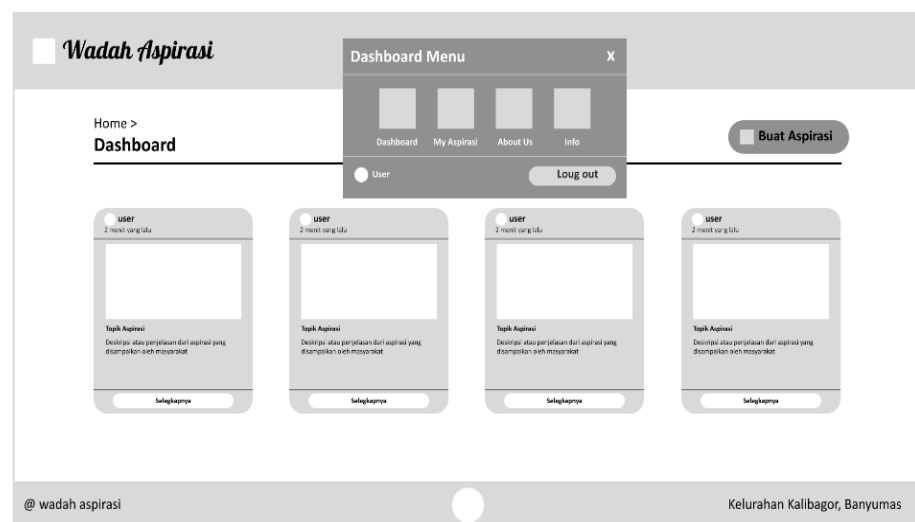 Wadah Aspirasi
Dashboard Menu X
Dashboard My Aspirasi About Us Info
User Loug out
Home >
Dashboard
Buat Aspirasi
user
2 menit yang lalu
Topik Aspirasi
Deskripsi atau penjelasan dari aspirasi yang
disampaikan oleh masyarakat
Selegkapnya
user
2 menit yang lalu
Topik Aspirasi
Deskripsi atau penjelasan dari aspirasi yang
disampaikan oleh masyarakat
Selegkapnya
user
2 menit yang lalu
Topik Aspirasi
Deskripsi atau penjelasan dari aspirasi yang
disampaikan oleh masyarakat
Selegkapnya
user
2 menit yang lalu
Topik Aspirasi
Deskripsi atau penjelasan dari aspirasi yang
disampaikan oleh masyarakat
Selegkapnya
@ wadah aspirasi
Kelurahan Kalibagor, Banyumas